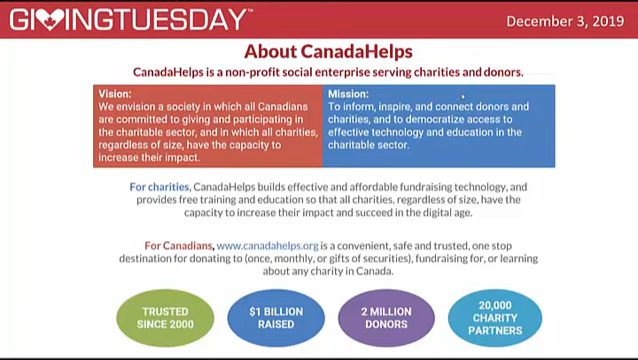 GIVINGTUESDAY
December 3, 2019
About CanadaHelps
CanadaHelps is a non-profit social enterprise serving charities and donors.
Vision:
We envision a society in which all Canadians
are committed to giving and participating in
the charitable sector, and in which all charities,
regardless of size, have the capacity to
increase their impact.
Mission:
To inform, inspire, and connect donors and
charities, and to democratize access to
effective technology and education in the
charitable sector.
For charities, CanadaHelps builds effective and affordable fundraising technology, and
provides free training and education so that all charities, regardless of size, have the
capacity to increase their impact and succeed in the digital age.
For Canadians, www.canadahelps.org is a convenient, safe and trusted, one stop
destination for donating to (once, monthly, or gifts of securities), fundraising for, or learning
about any charity in Canada.
TRUSTED
SINCE 2000
$1 BILLION
RAISED
2 MILLION
DONORS
20,000
CHARITY
PARTNERS